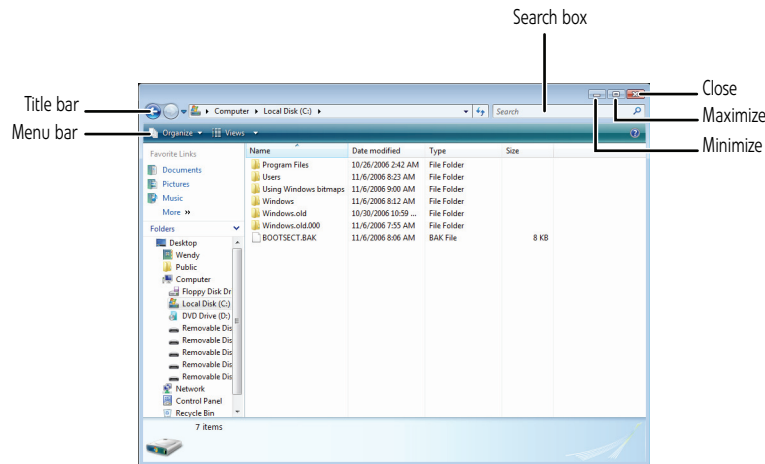 Search box
Close
Title bar
Computer ▸ Local Disk (C:) ▸
Search
Maximize
Menu bar
Organize Views
Minimize
Favorite Links
Name Date modified Type Size
Documents
Pictures
Music
More »
Program Files 10/26/2006 2:42 AM File Folder
Users 11/6/2006 8:23 AM File Folder
Using Windows bitmaps 11/6/2006 9:00 AM File Folder
Windows 11/6/2006 8:12 AM File Folder
Windows.old 10/30/2006 10:59 ... File Folder
Windows.old.000 11/6/2006 7:55 AM File Folder
BOOTSECT.BAK 11/6/2006 8:06 AM BAK File 8 KB
Folders
Desktop
Wendy
Public
Computer
Floppy Disk Dr
Local Disk (C:)
DVD Drive (D:)
Removable Dis
Removable Dis
Removable Dis
Removable Dis
Removable Dis
Network
Control Panel
Recycle Bin
7 items